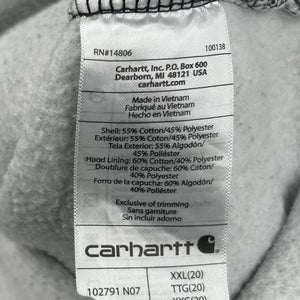 RN#14806 100138
Carhartt, Inc. P.O. Box 600
Dearborn, MI 48121 USA
carhartt.com
Made in Vietnam
Fabriqué au Vietnam
Hecho en Vietnam
Shell: 55% Cotton/45% Polyester
Extérieur: 55% Coton/45% Polyester
Tela Exterior: 55% Algodón/
45% Poliéster
Hood Lining: 60% Cotton/40% Polyester
Doublure de capuche: 60% Coton/
40% Polyester
Forro de la capucha: 60% Algodón/
40% Poliéster
Exclusive of trimming
Sans garniture
Sin incluir adorno
carhartt
102791 N07
XXL(20)
TTG(20)
XXG(20)